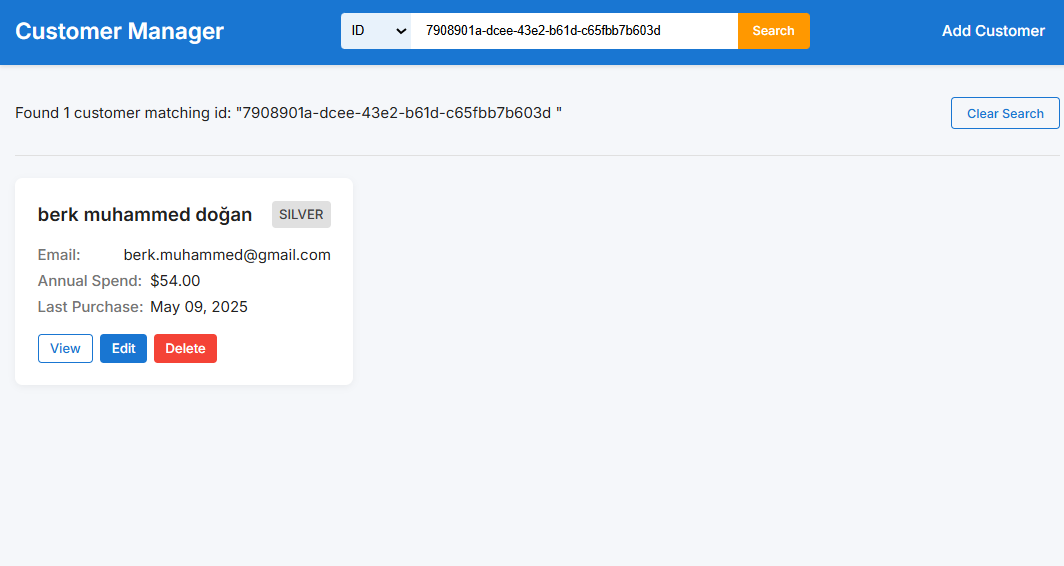 Customer Manager
ID 7908901a-dcee-43e2-b61d-c65fbb7b603d Search
Add Customer
Found 1 customer matching id: "7908901a-dcee-43e2-b61d-c65fbb7b603d "
Clear Search
berk muhammed doğan SILVER
Email: berk.muhammed@gmail.com
Annual Spend: $54.00
Last Purchase: May 09, 2025
View Edit Delete